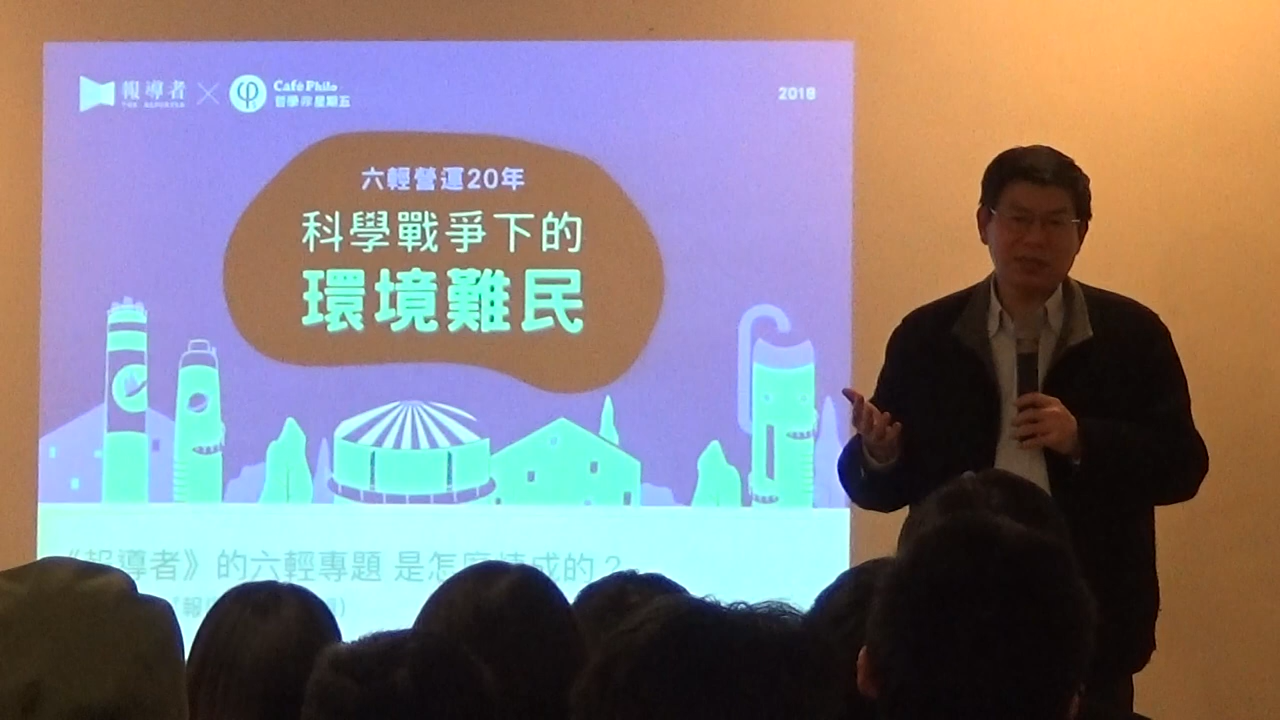 報導者
THE REPORTER
Café Philo
哲學星期五
2018
六輕營運20年
科學戰爭下的
環境難民
導者》的六輕專題 是怎麼 成的？